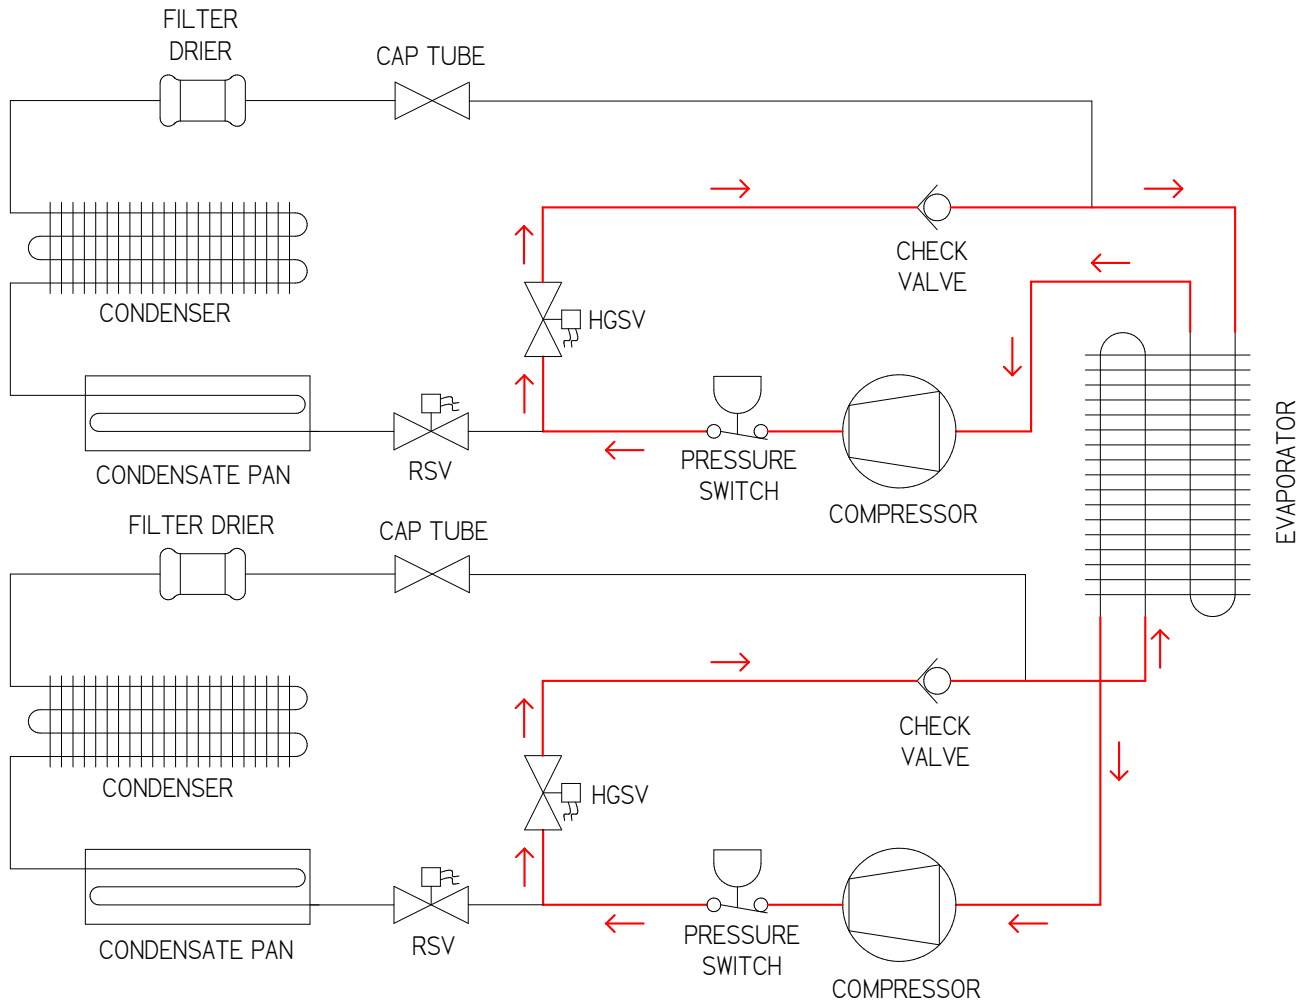 FILTER
DRIER
CAP TUBE
CHECK
VALVE
CONDENSER
HGSV
PRESSURE
SWITCH
CONDENSATE PAN
RSV
COMPRESSOR
EVAPORATOR
FILTER DRIER
CAP TUBE
CHECK
VALVE
CONDENSER
HGSV
PRESSURE
SWITCH
CONDENSATE PAN
RSV
COMPRESSOR